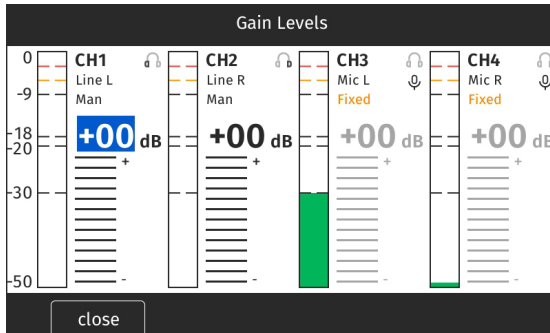 Gain Levels
0
-9
-18
-20
-30
-50
CH1
Line L
Man
+00 dB
+
-
CH2
Line R
Man
+00 dB
+
-
CH3
Mic L
Fixed
+00 dB
+
-
CH4
Mic R
Fixed
+00 dB
+
-
close